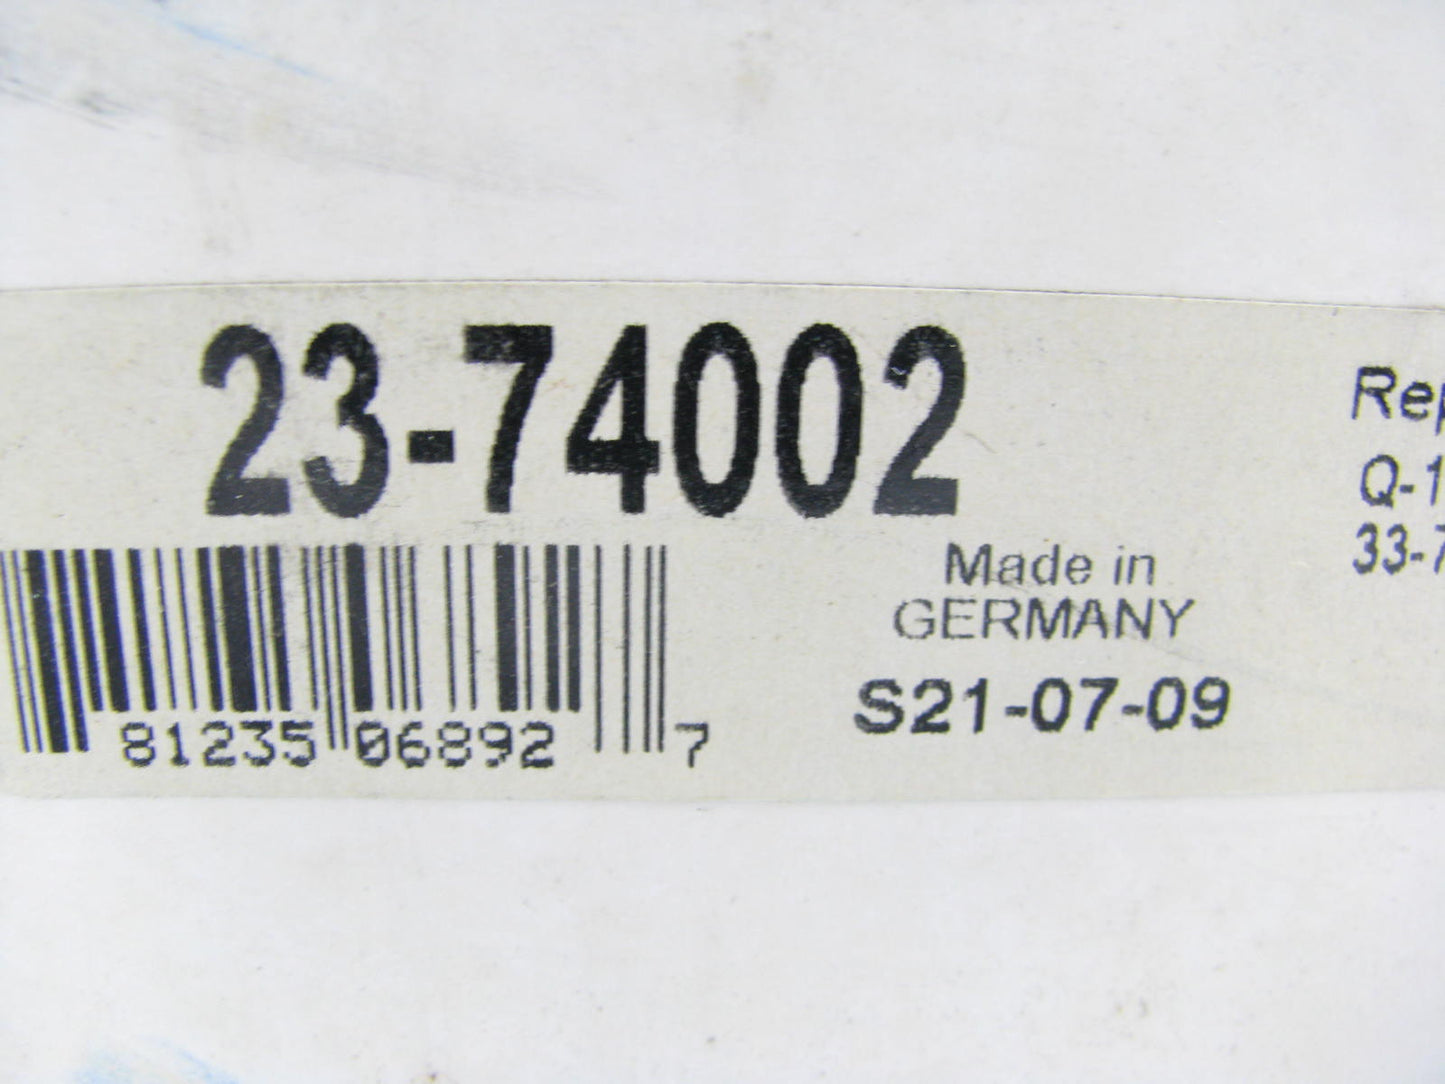 23-74002
81235 06892 7
Made in
GERMANY
S21-07-09
Rep
Q-1
33-7